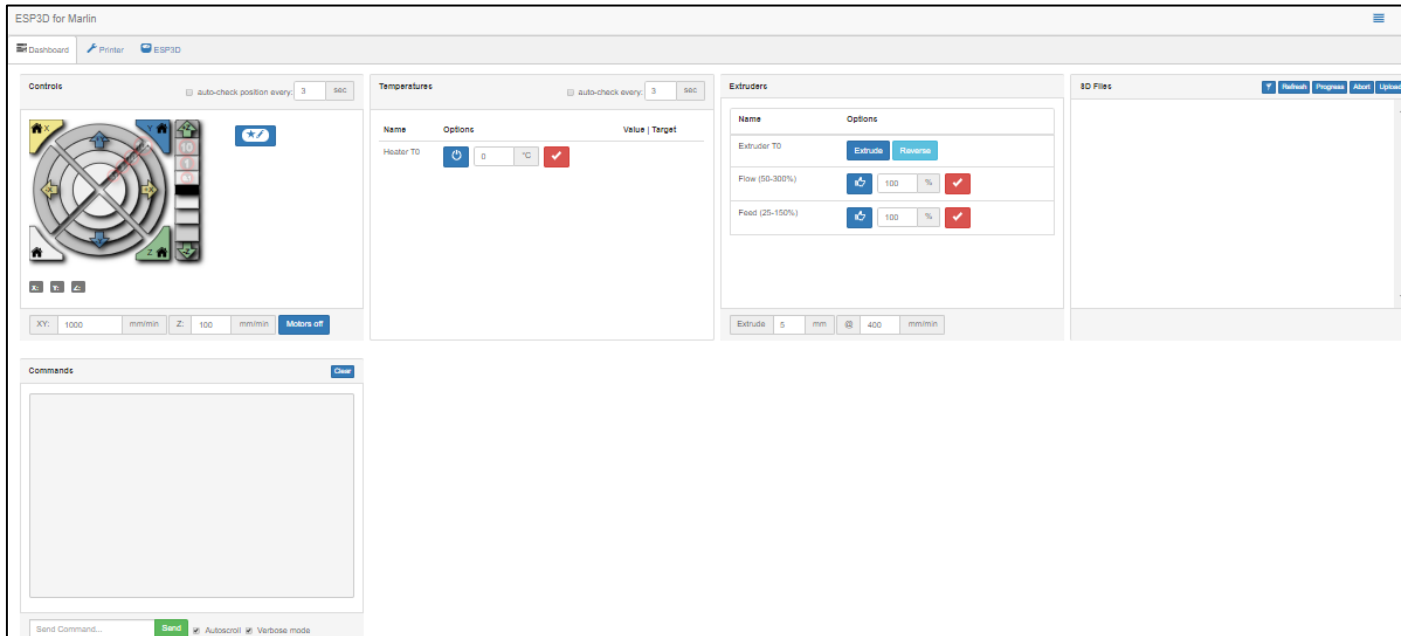 ESP3D for Marlin
Dashboard Printer ESP3D
Controls
auto-check position every: 3 sec
X Y
10
1
0.1
-X +X
Z
X: Y: Z:
XY: 1000 mm/min Z: 100 mm/min Motors off
Temperatures
auto-check every: 3 sec
Name Options Value | Target
Heater T0 0 °C
Extruders
Name Options
Extruder T0 Extrude Reverse
Flow (50-300%) 100 %
Feed (25-150%) 100 %
Extrude 5 mm @ 400 mm/min
SD Files
Refresh Progress Abort Upload
Commands
Clear
Send Command... Send Autoscroll Verbose mode